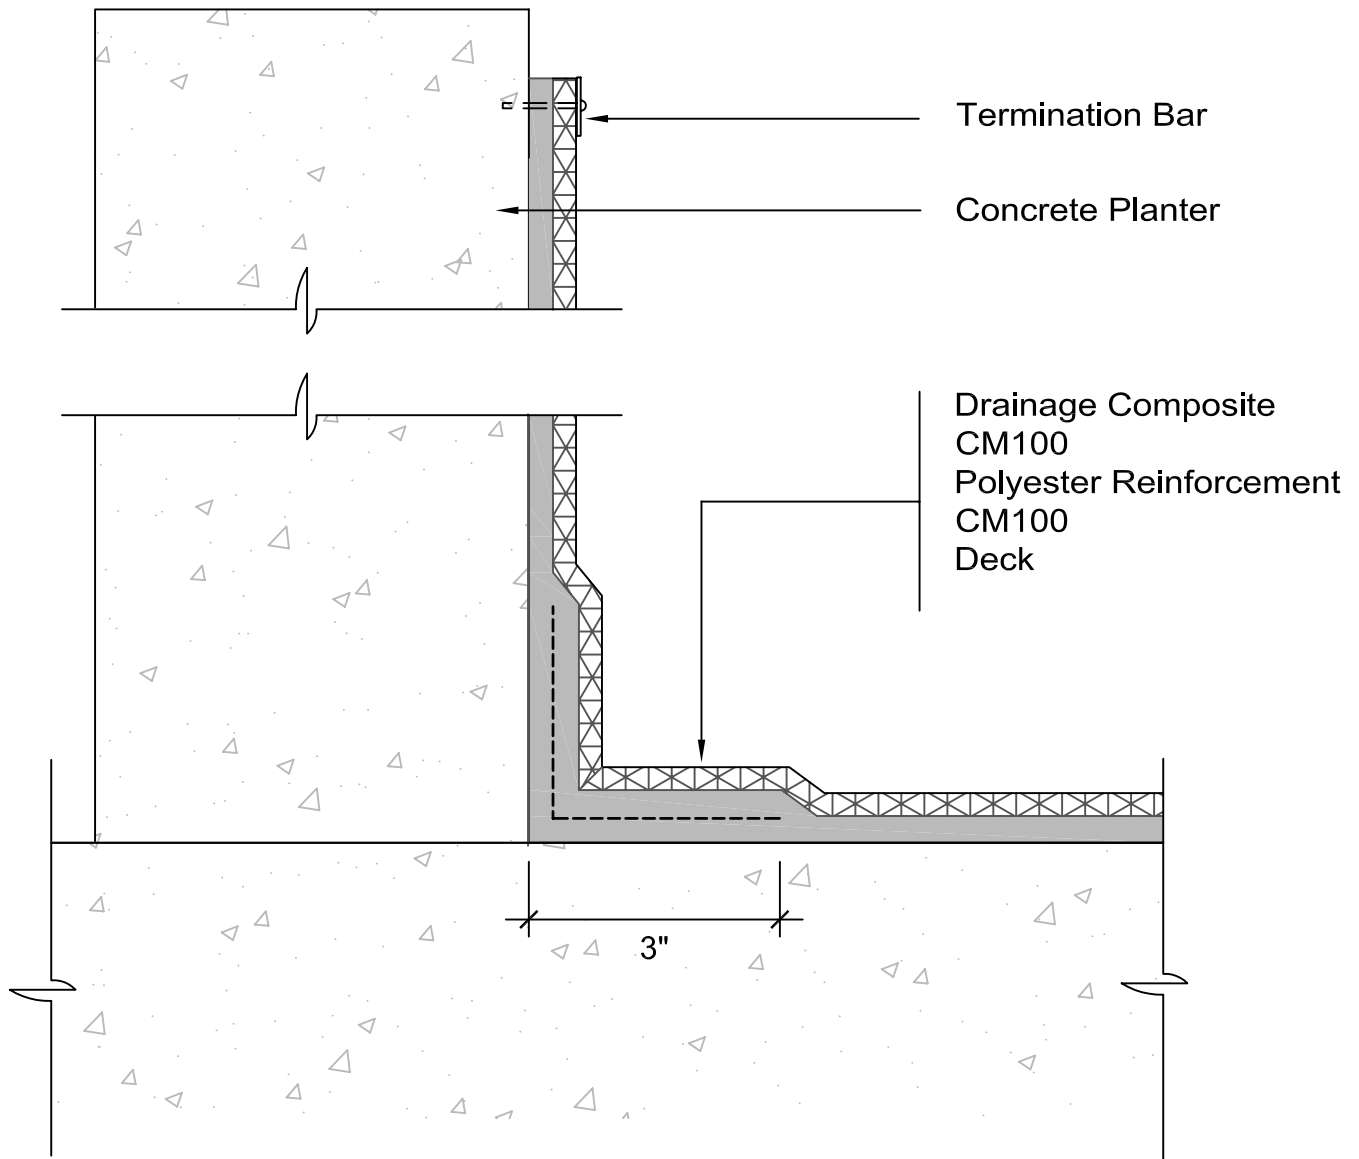 Termination Bar
Concrete Planter
Drainage Composite
CM100
Polyester Reinforcement
CM100
Deck
3"